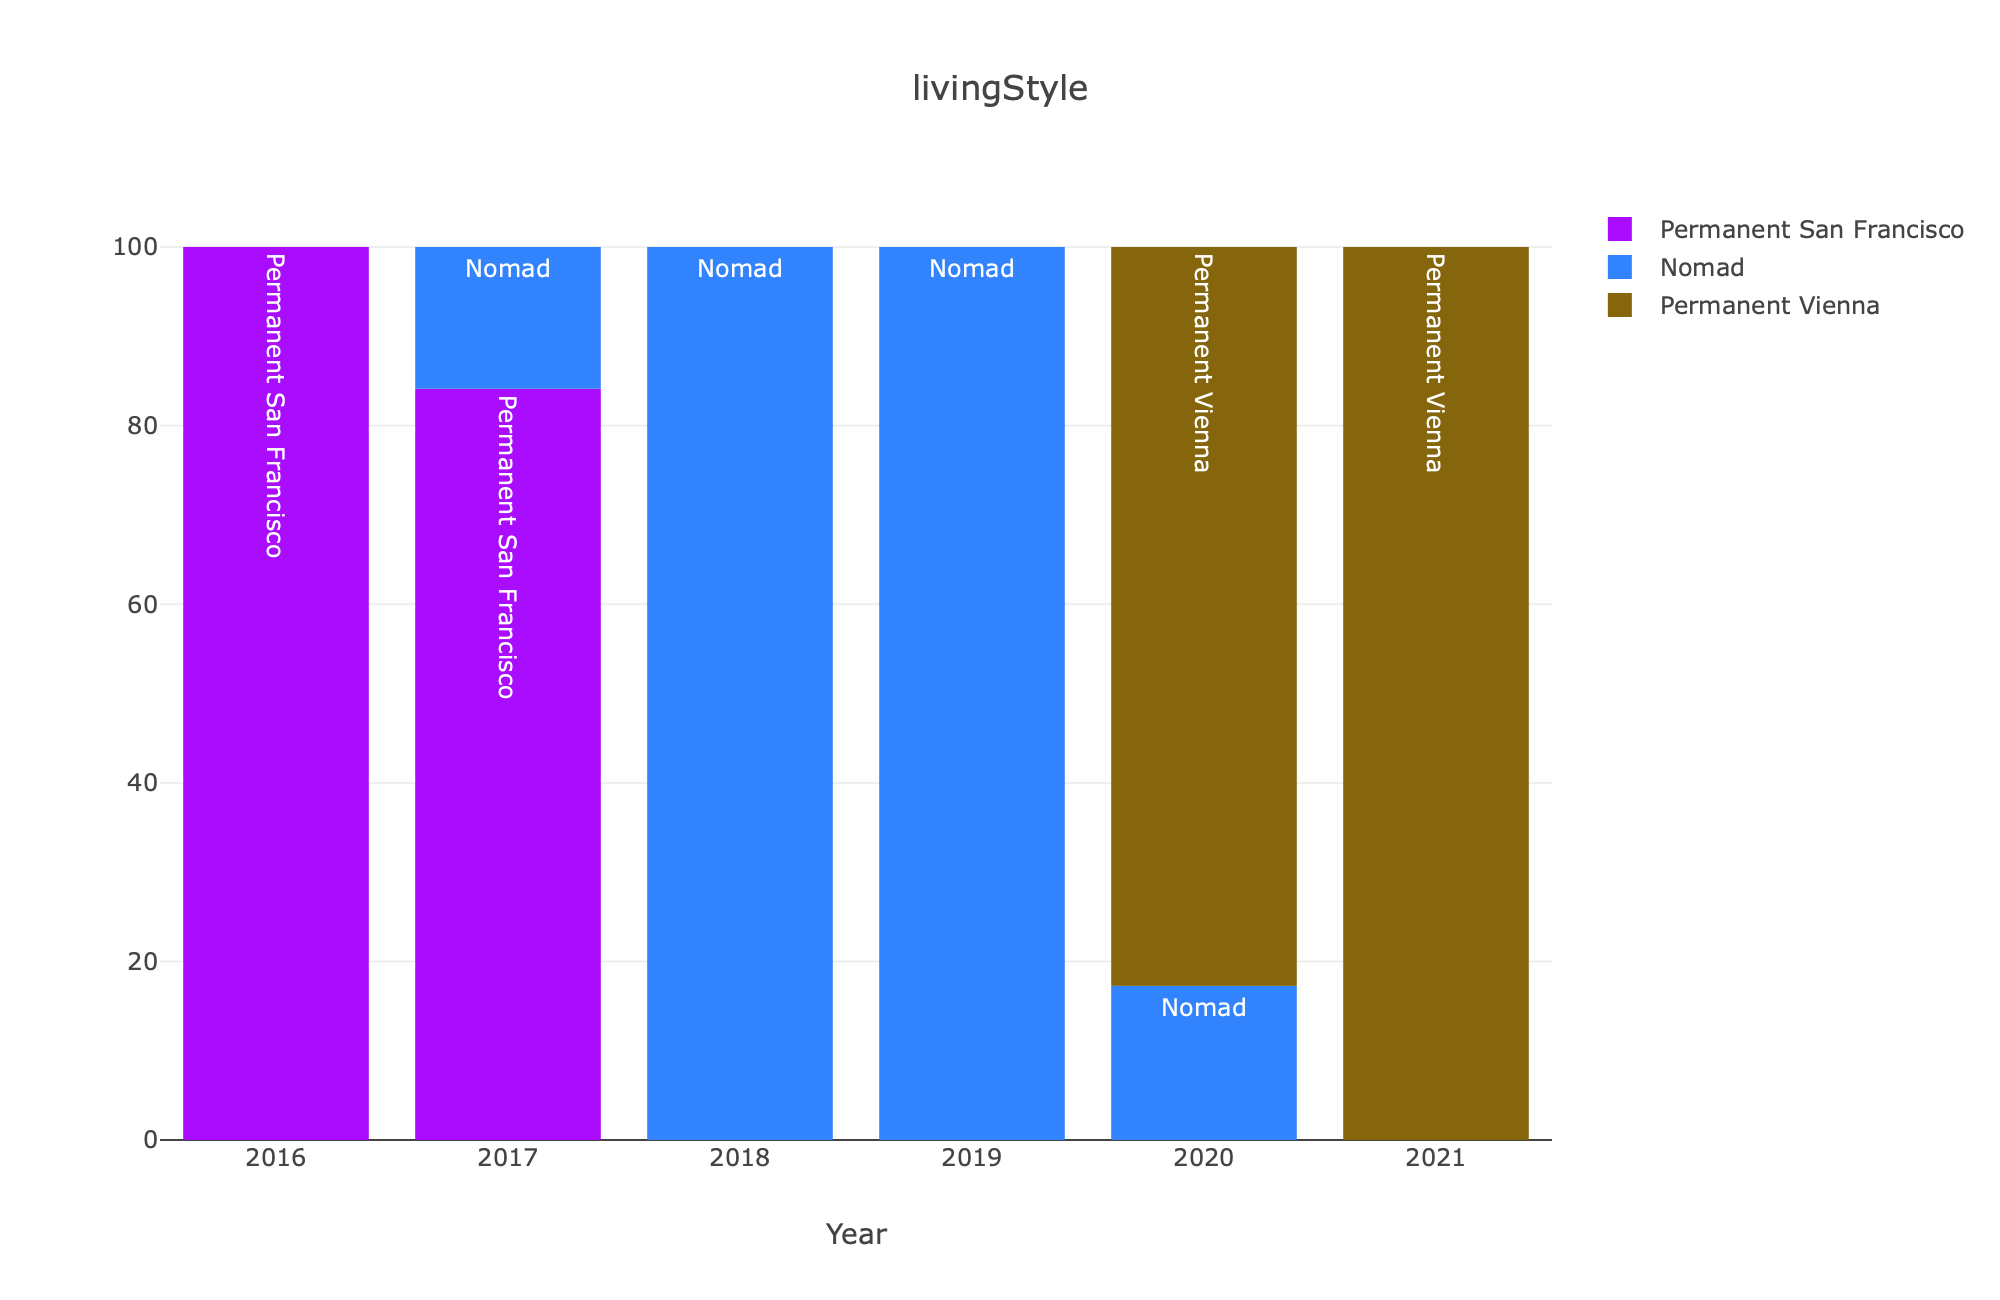 livingStyle
Permanent San Francisco
Nomad
Permanent Vienna
100
80
60
40
20
0
Permanent San Francisco
Nomad
Permanent San Francisco
Nomad
Nomad
Permanent Vienna
Nomad
Permanent Vienna
2016 2017 2018 2019 2020 2021
Year